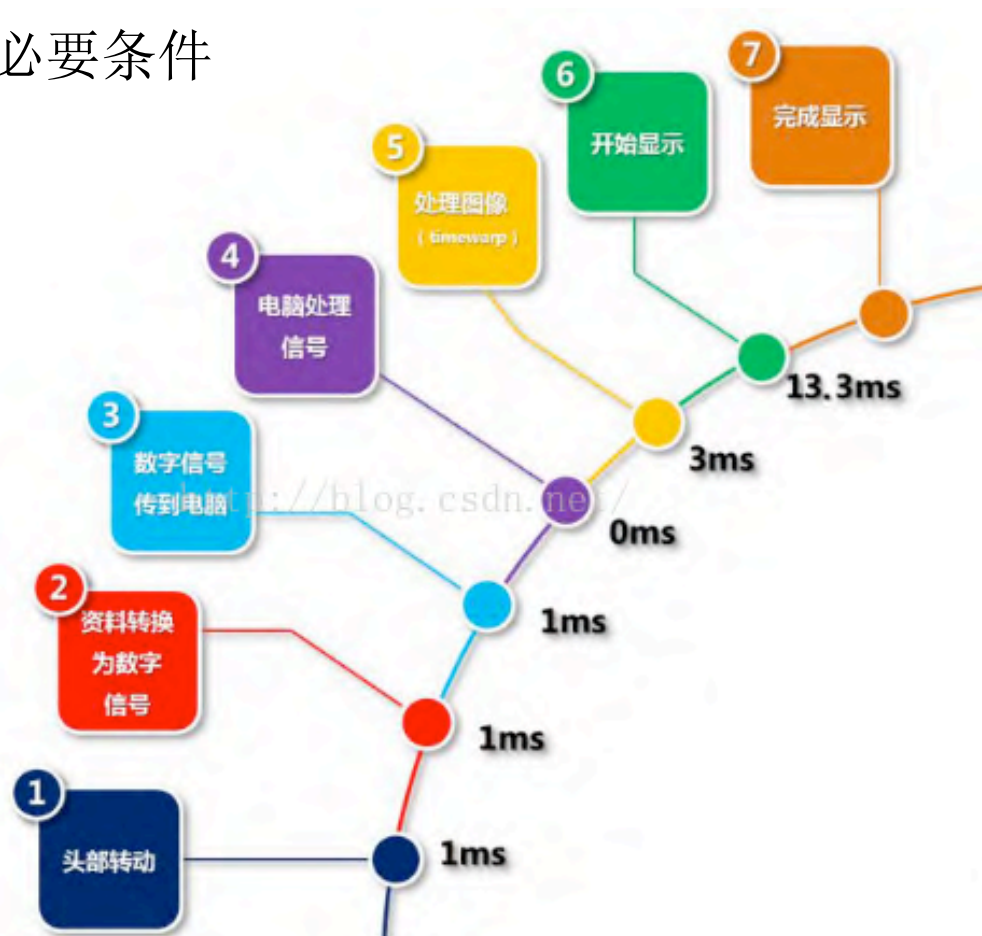 必要条件
7
完成显示
6
开始显示
5
处理图像
( timewarp )
4
电脑处理
信号
13.3ms
3
数字信号
传到电脑
3ms
http://blog.csdn.net/
0ms
2
资料转换
为数字
信号
1ms
1ms
1
头部转动
1ms